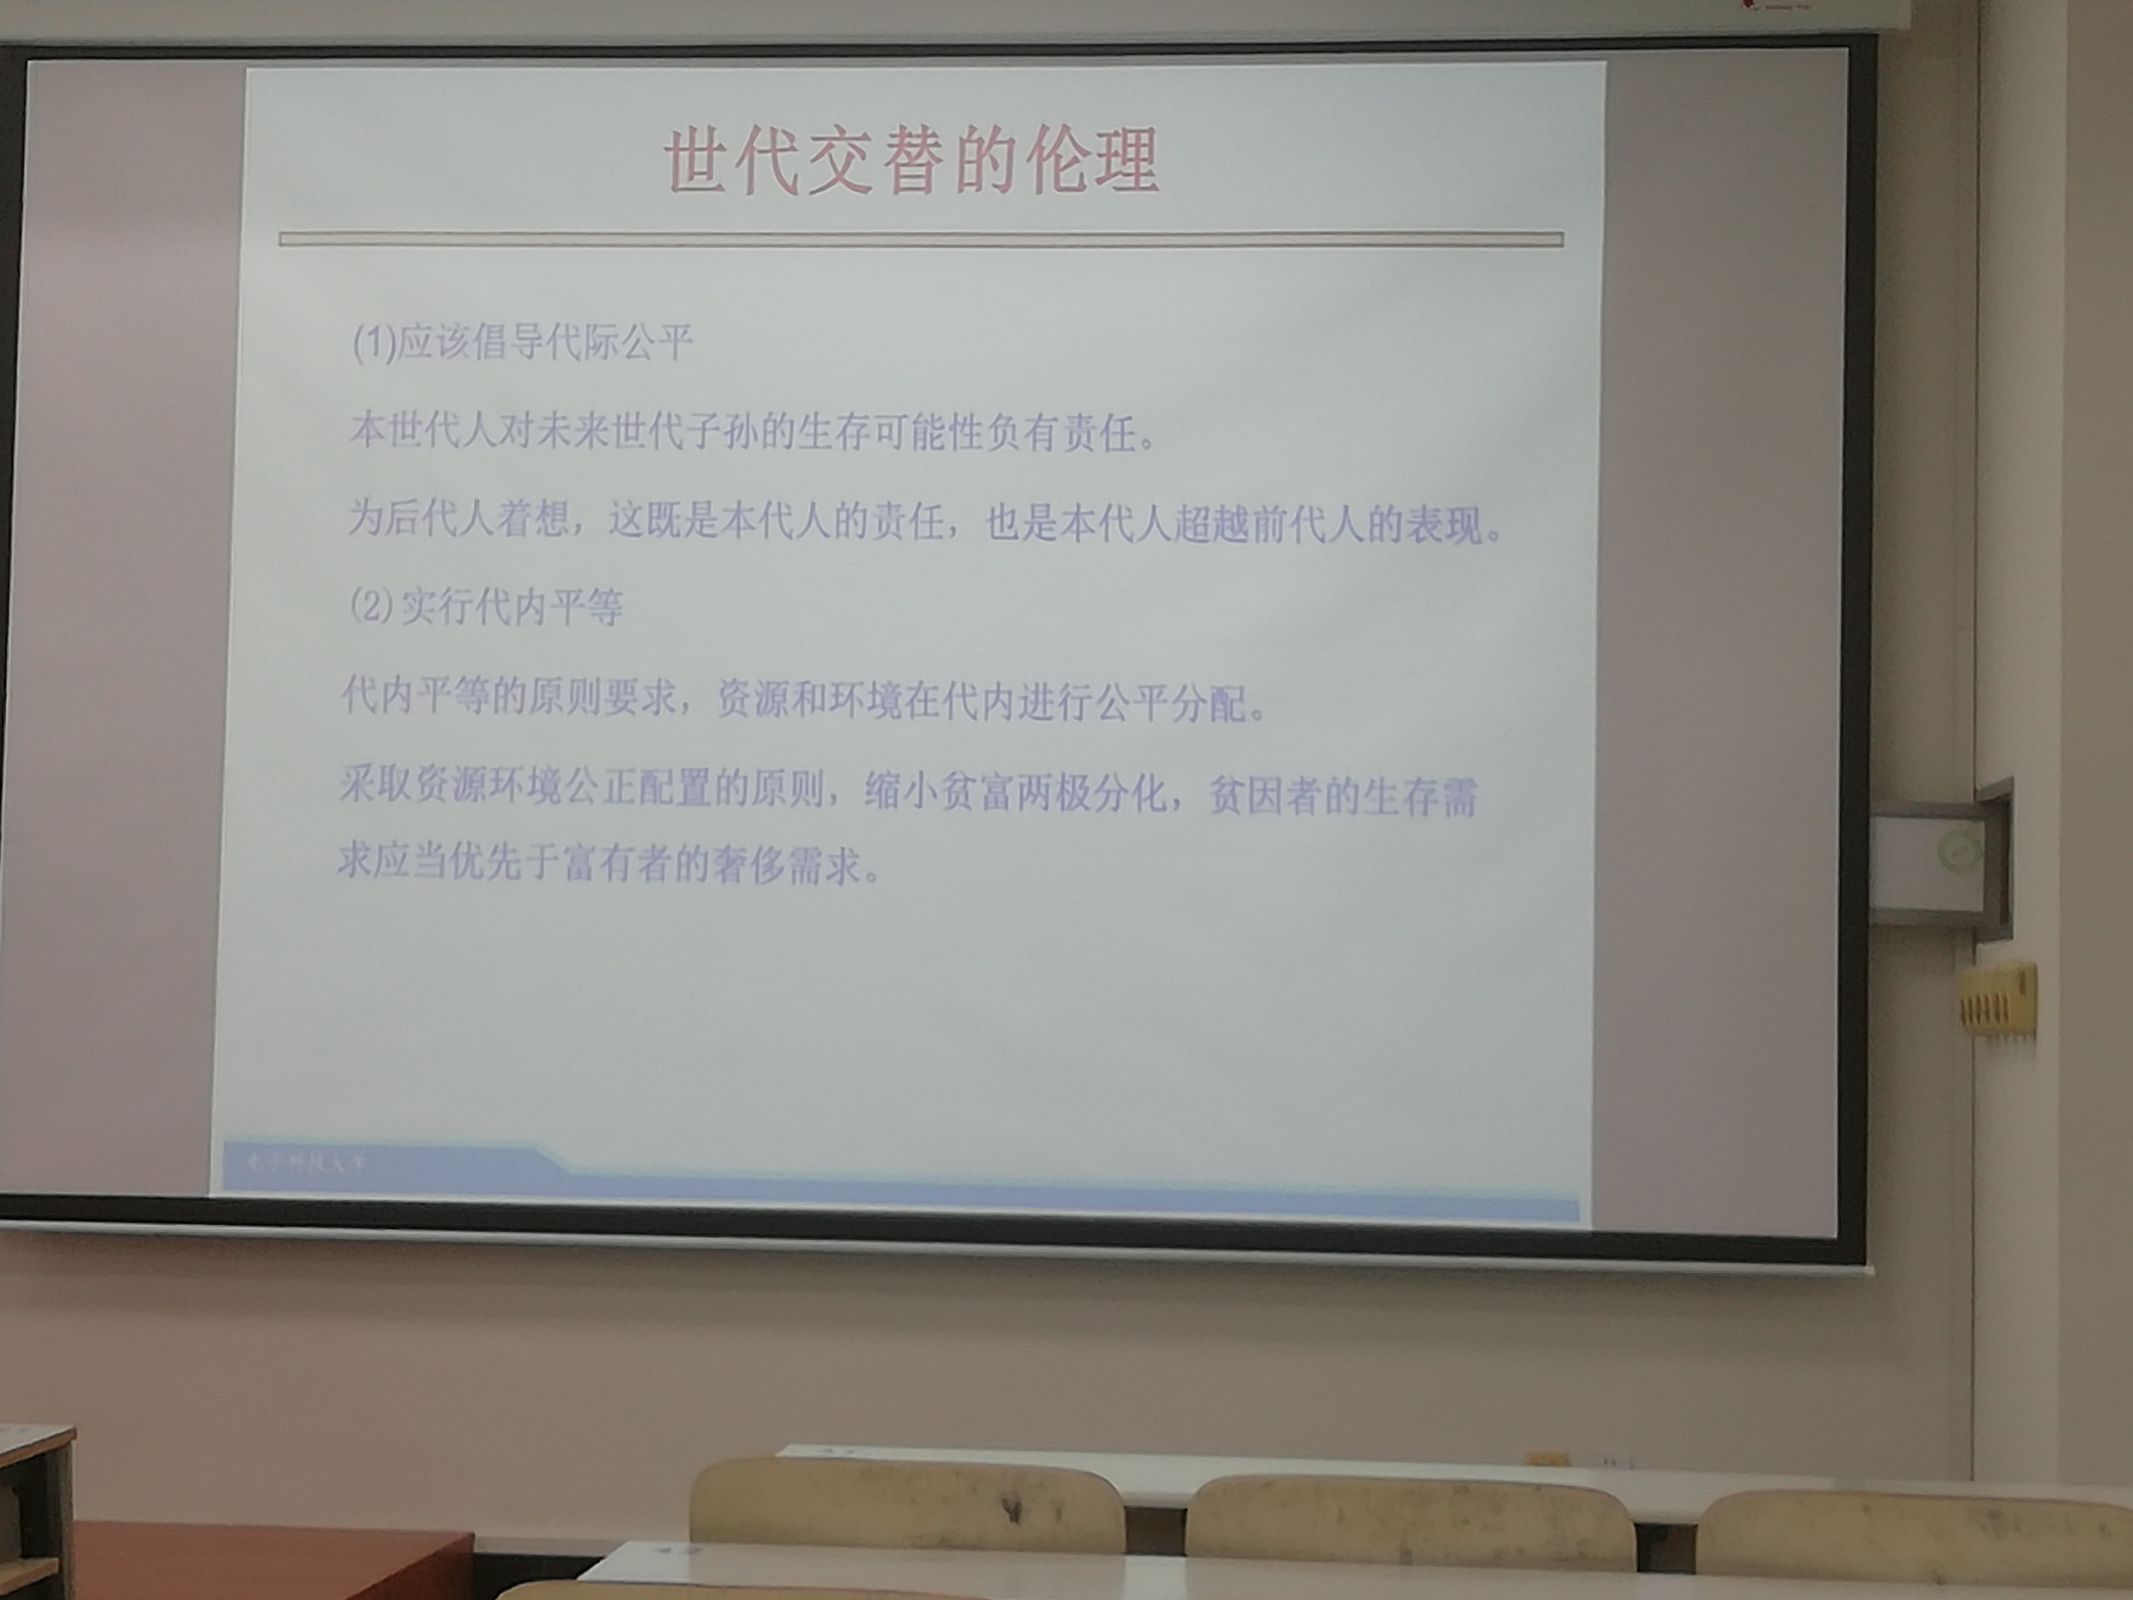 世代交替的伦理
(1)应该倡导代际公平
本世代人对未来世代子孙的生存可能性负有责任。
为后代人着想，这既是本代人的责任，也是本代人超越前代人的表现。
(2)实行代内平等
代内平等的原则要求，资源和环境在代内进行公平分配。
采取资源环境公正配置的原则，缩小贫富两极分化，贫因者的生存需
求应当优先于富有者的奢侈需求。
电子科技大学